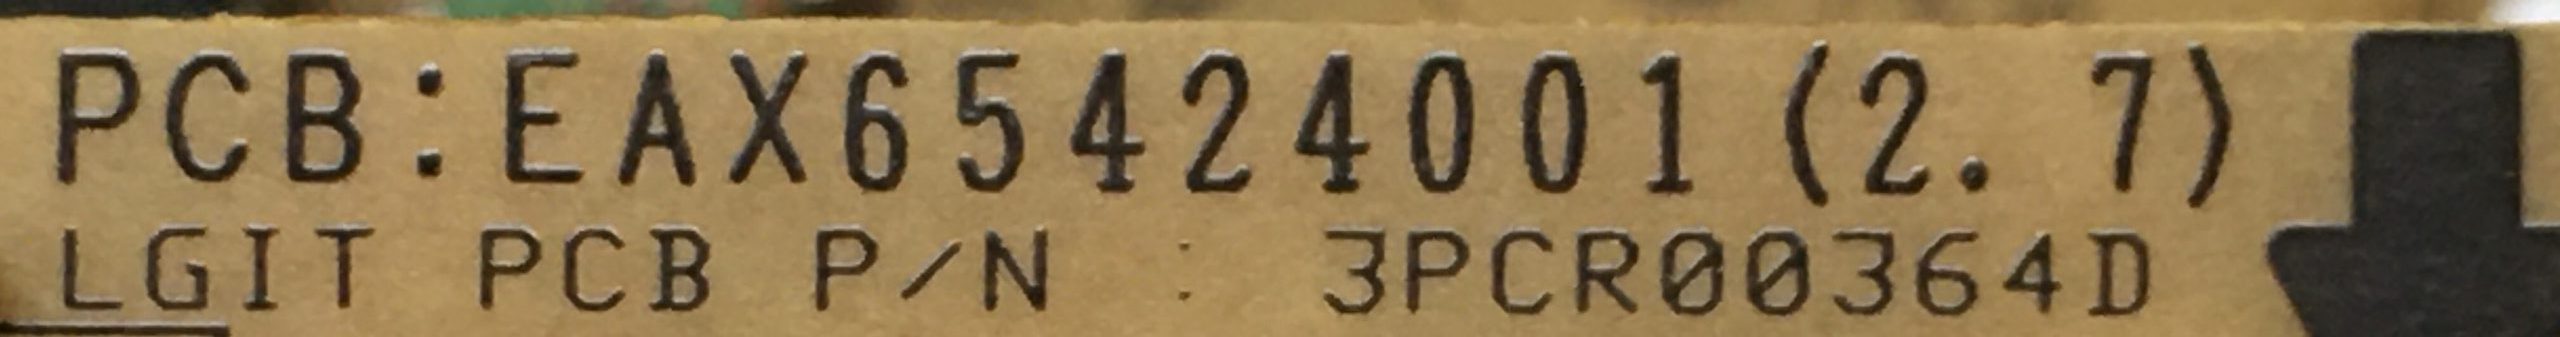 PCB:EAX65424001(2. 7)
LGIT PCB P/N : 3PCR00364D